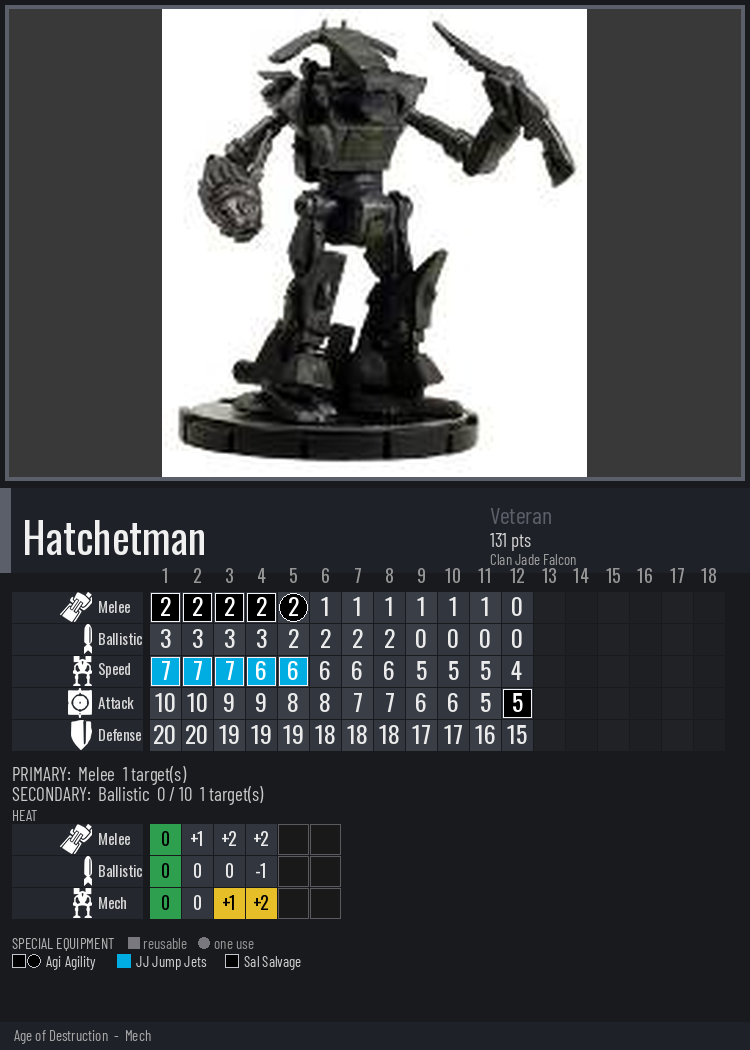 Hatchetman
Veteran
131 pts
Clan Jade Falcon
1 2 3 4 5 6 7 8 9 10 11 12 13 14 15 16 17 18
Melee 2 2 2 2 2 1 1 1 1 1 1 0
Ballistic 3 3 3 3 2 2 2 2 0 0 0 0
Speed 7 7 7 6 6 6 6 6 5 5 5 4
Attack 10 10 9 9 8 8 7 7 6 6 5 5
Defense 20 20 19 19 19 18 18 18 17 17 16 15
PRIMARY: Melee 1 target(s)
SECONDARY: Ballistic 0 / 10 1 target(s)
HEAT
Melee 0 +1 +2 +2
Ballistic 0 0 0 -1
Mech 0 0 +1 +2
SPECIAL EQUIPMENT reusable one use
Agi Agility JJ Jump Jets Sal Salvage
Age of Destruction - Mech